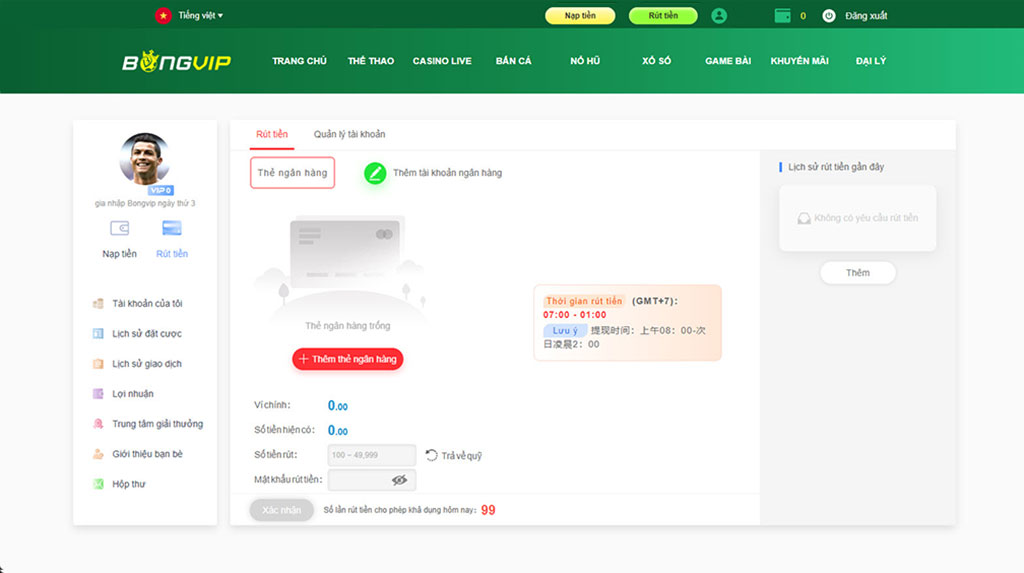 Tiếng việt
Nạp tiền
Rút tiền
0
Đăng xuất
BONGVIP
TRANG CHỦ
THỂ THAO
CASINO LIVE
BẮN CÁ
NỔ HŨ
XỔ SỐ
GAME BÀI
KHUYẾN MÃI
ĐẠI LÝ
VIP 0
gia nhập Bongvip ngày thứ 3
Nạp tiền
Rút tiền
Tài khoản của tôi
Lịch sử đặt cược
Lịch sử giao dịch
Lợi nhuận
Trung tâm giải thưởng
Giới thiệu bạn bè
Hộp thư
Rút tiền
Quản lý tài khoản
Thẻ ngân hàng
Thêm tài khoản ngân hàng
Thẻ ngân hàng trống
Thêm thẻ ngân hàng
Thời gian rút tiền (GMT+7):
07:00 - 01:00
Lưu ý 提现时间：上午08：00-次
日凌晨2：00
Ví chính: 0.00
Số tiền hiện có: 0.00
Số tiền rút: 100 ~ 49,999 Trả về quỹ
Mật khẩu rút tiền:
Xác nhận
Số lần rút tiền cho phép khả dụng hôm nay: 99
Lịch sử rút tiền gần đây
Không có yêu cầu rút tiền
Thêm